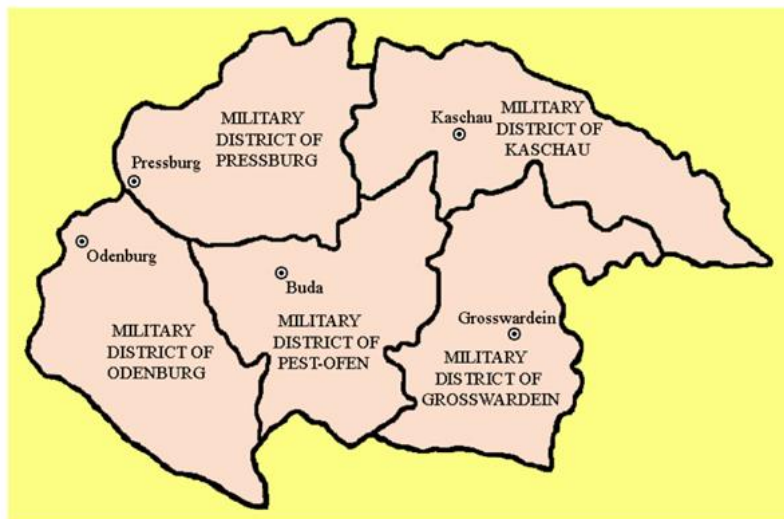 MILITARY
DISTRICT OF
PRESSBURG
Pressburg
Kaschau
MILITARY
DISTRICT OF
KASCHAU
Odenburg
MILITARY
DISTRICT OF
ODENBURG
Buda
MILITARY
DISTRICT OF
PEST-OFEN
Grosswardein
MILITARY
DISTRICT OF
GROSSWARDEIN